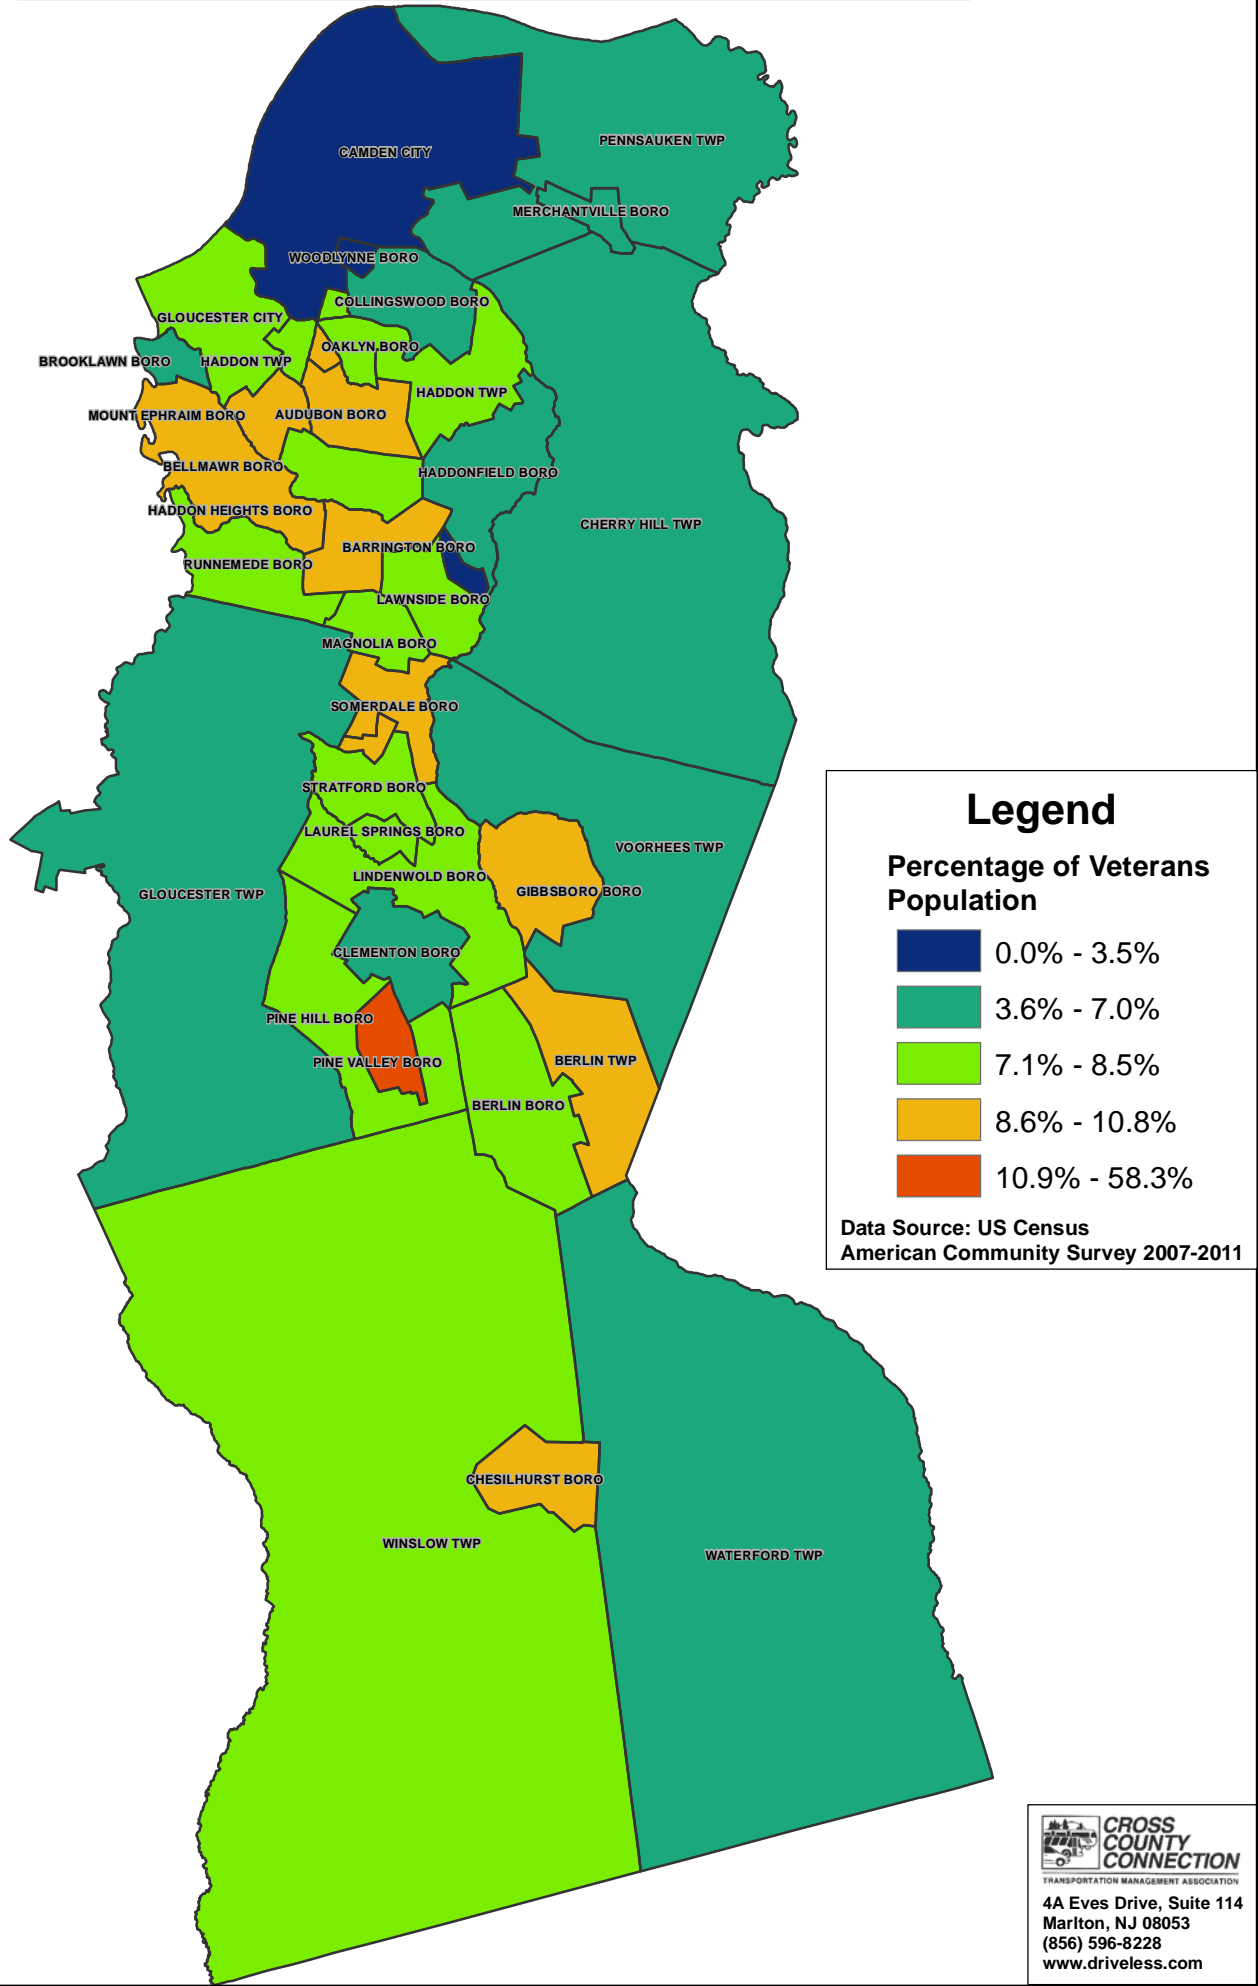 PENNSAUKEN TWP
CAMDEN CITY
MERCHANTVILLE BORO
WOODLYNNE BORO
COLLINGSWOOD BORO
GLOUCESTER CITY
OAKLYN BORO
BROOKLAWN BORO
HADDON TWP
HADDON TWP
MOUNT EPHRAIM BORO
AUDUBON BORO
BELLMAWR BORO
HADDONFIELD BORO
HADDON HEIGHTS BORO
CHERRY HILL TWP
BARRINGTON BORO
RUNNEMEDE BORO
LAWNSIDE BORO
MAGNOLIA BORO
SOMERDALE BORO
STRATFORD BORO
LAUREL SPRINGS BORO
VOORHEES TWP
LINDENWOLD BORO
GIBBSBORO BORO
GLOUCESTER TWP
CLEMENTON BORO
PINE HILL BORO
PINE VALLEY BORO
BERLIN TWP
BERLIN BORO
CHESILHURST BORO
WINSLOW TWP
WATERFORD TWP
Legend
Percentage of Veterans
Population
0.0% - 3.5%
3.6% - 7.0%
7.1% - 8.5%
8.6% - 10.8%
10.9% - 58.3%
Data Source: US Census
American Community Survey 2007-2011
CROSS
COUNTY
CONNECTION
TRANSPORTATION MANAGEMENT ASSOCIATION
4A Eves Drive, Suite 114
Marlton, NJ 08053
(856) 596-8228
www.driveless.com